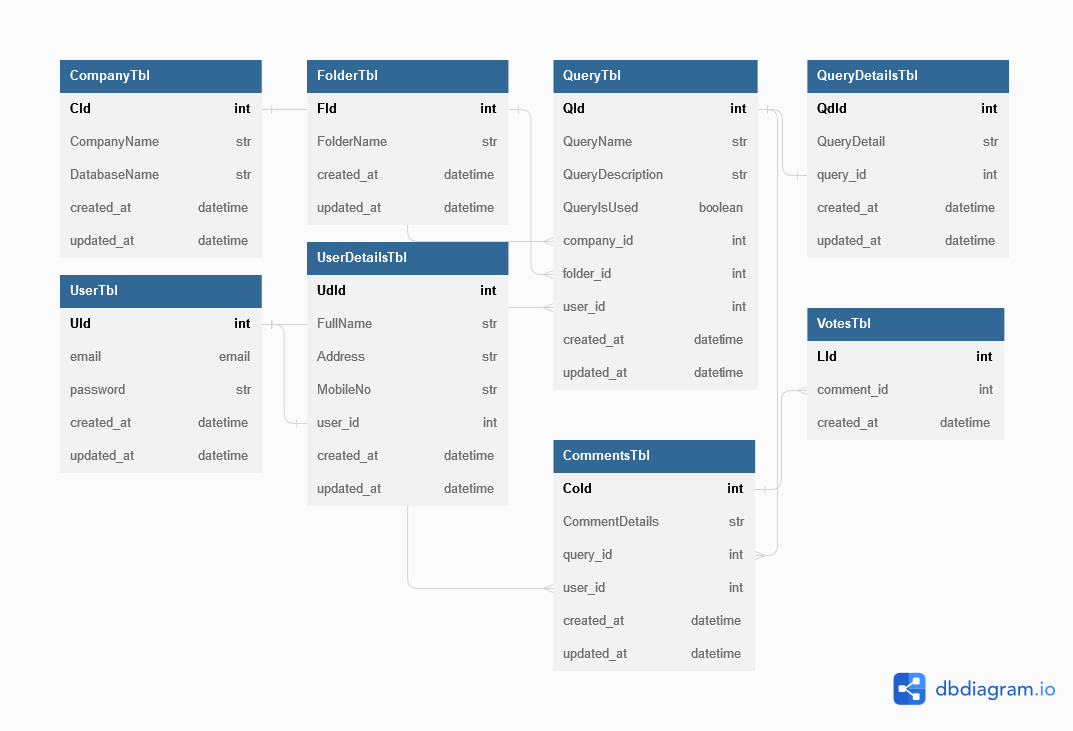 CompanyTbl
CId int
CompanyName str
DatabaseName str
created_at datetime
updated_at datetime
FolderTbl
FId int
FolderName str
created_at datetime
updated_at datetime
QueryTbl
QId int
QueryName str
QueryDescription str
QueryIsUsed boolean
company_id int
folder_id int
user_id int
created_at datetime
updated_at datetime
QueryDetailsTbl
QdId int
QueryDetail str
query_id int
created_at datetime
updated_at datetime
UserTbl
UId int
email email
password str
created_at datetime
updated_at datetime
UserDetailsTbl
UdId int
FullName str
Address str
MobileNo str
user_id int
created_at datetime
updated_at datetime
VotesTbl
LId int
comment_id int
created_at datetime
CommentsTbl
CoId int
CommentDetails str
query_id int
user_id int
created_at datetime
updated_at datetime
dbdiagram.io